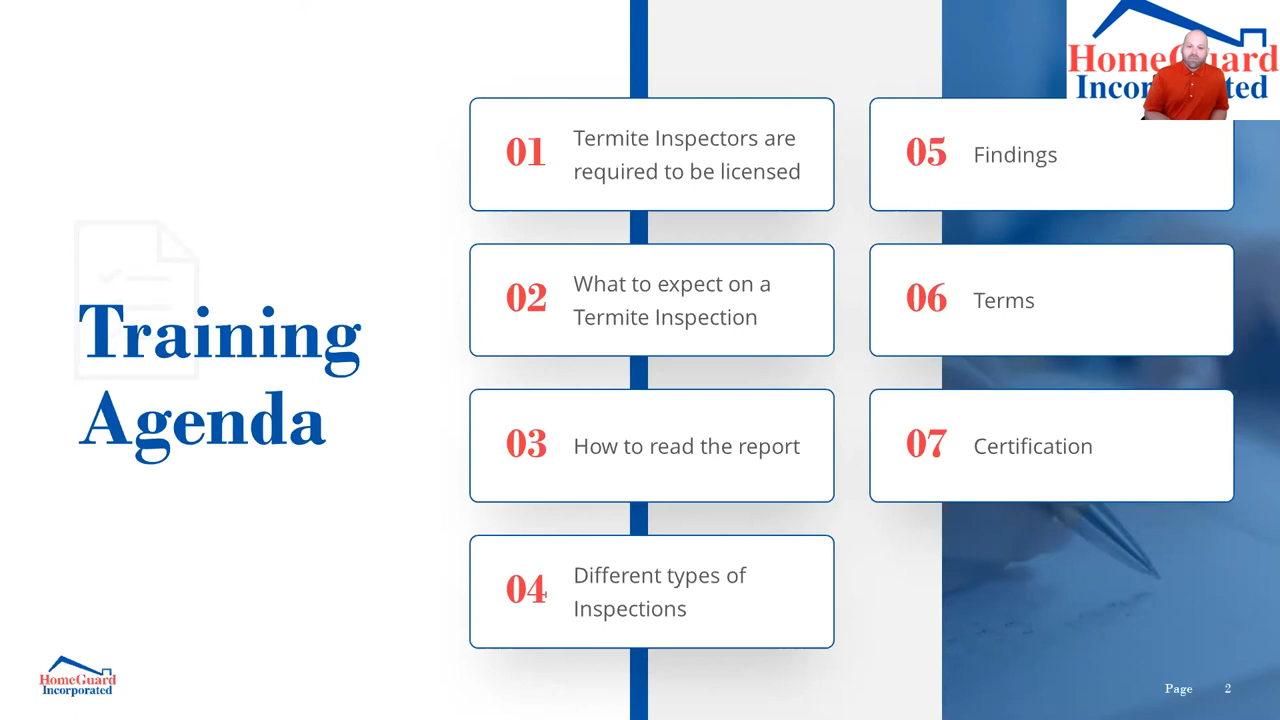 Training
Agenda
01
Termite Inspectors are
required to be licensed
02
What to expect on a
Termite Inspection
03
How to read the report
04
Different types of
Inspections
05
Findings
06
Terms
07
Certification
HomeGuard
Incorporated
HomeGuard
Incorporated
Page 2